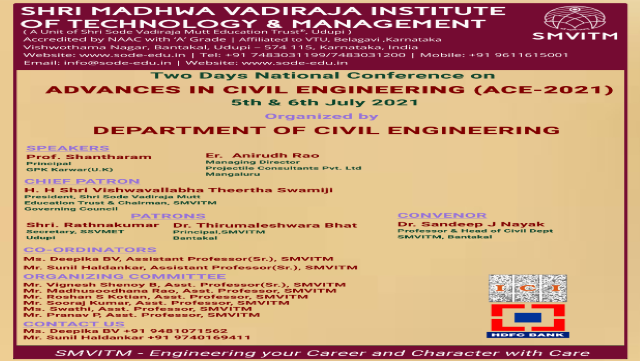 SHRI MADHWA VADIRAJA INSTITUTE
OF TECHNOLOGY & MANAGEMENT
( A Unit of Shri Sode Vadiraja Mutt Education Trust®, Udupi )
Accredited by NAAC with 'A' Grade | Affiliated to VTU, Belagavi ,Karnataka
Vishwothama Nagar, Bantakal, Udupi – 574 115, Karnataka, India
Website: www.sode-edu.in | Tel: +91 7483031199/7483031200 | Mobile: +91 9611615001
Email: info@sode-edu.in | Website: www.sode-edu.in
SMVITM
Two Days National Conference on
ADVANCES IN CIVIL ENGINEERING (ACE-2021)
5th & 6th July 2021
Organized by
DEPARTMENT OF CIVIL ENGINEERING
SPEAKERS
Prof. Shantharam
Principal
GPK Karwar(U.K)
Er. Anirudh Rao
Managing Director
Projectile Consultants Pvt. Ltd
Mangaluru
CHIEF PATRON
H. H Shri Vishwavallabha Theertha Swamiji
President, Shri Sode Vadiraja Mutt
Education Trust & Chairman, SMVITM
Governing Council
PATRONS
Shri. Rathnakumar
Secretary, SSVMET
Udupi
Dr. Thirumaleshwara Bhat
Principal,SMVITM
Bantakal
CONVENOR
Dr. Sandeep J Nayak
Professor & Head of Civil Dept
SMVITM, Bantakal
CO-ORDINATORS
Ms. Deepika BV, Assistant Professor(Sr.), SMVITM
Mr. Sunil Haldankar, Assistant Professor(Sr.), SMVITM
ORGANIZING COMMITTEE
Mr. Vignesh Shenoy B, Asst. Professor(Sr.), SMVITM
Mr. Madhusoodhana Rao, Asst. Professor, SMVITM
Mr. Roshan S Kotian, Asst. Professor, SMVITM
Mr. Sooraj Kumar, Asst. Professor, SMVITM
Ms. Swathi, Asst. Professor, SMVITM
Mr. Pranav P, Asst. Professor, SMVITM
CONTACT US
Ms. Deepika BV +91 9481071562
Mr. Sunil Haldankar +91 9740169411
ICI
HDFC BANK
SMVITM - Engineering your Career and Character with Care